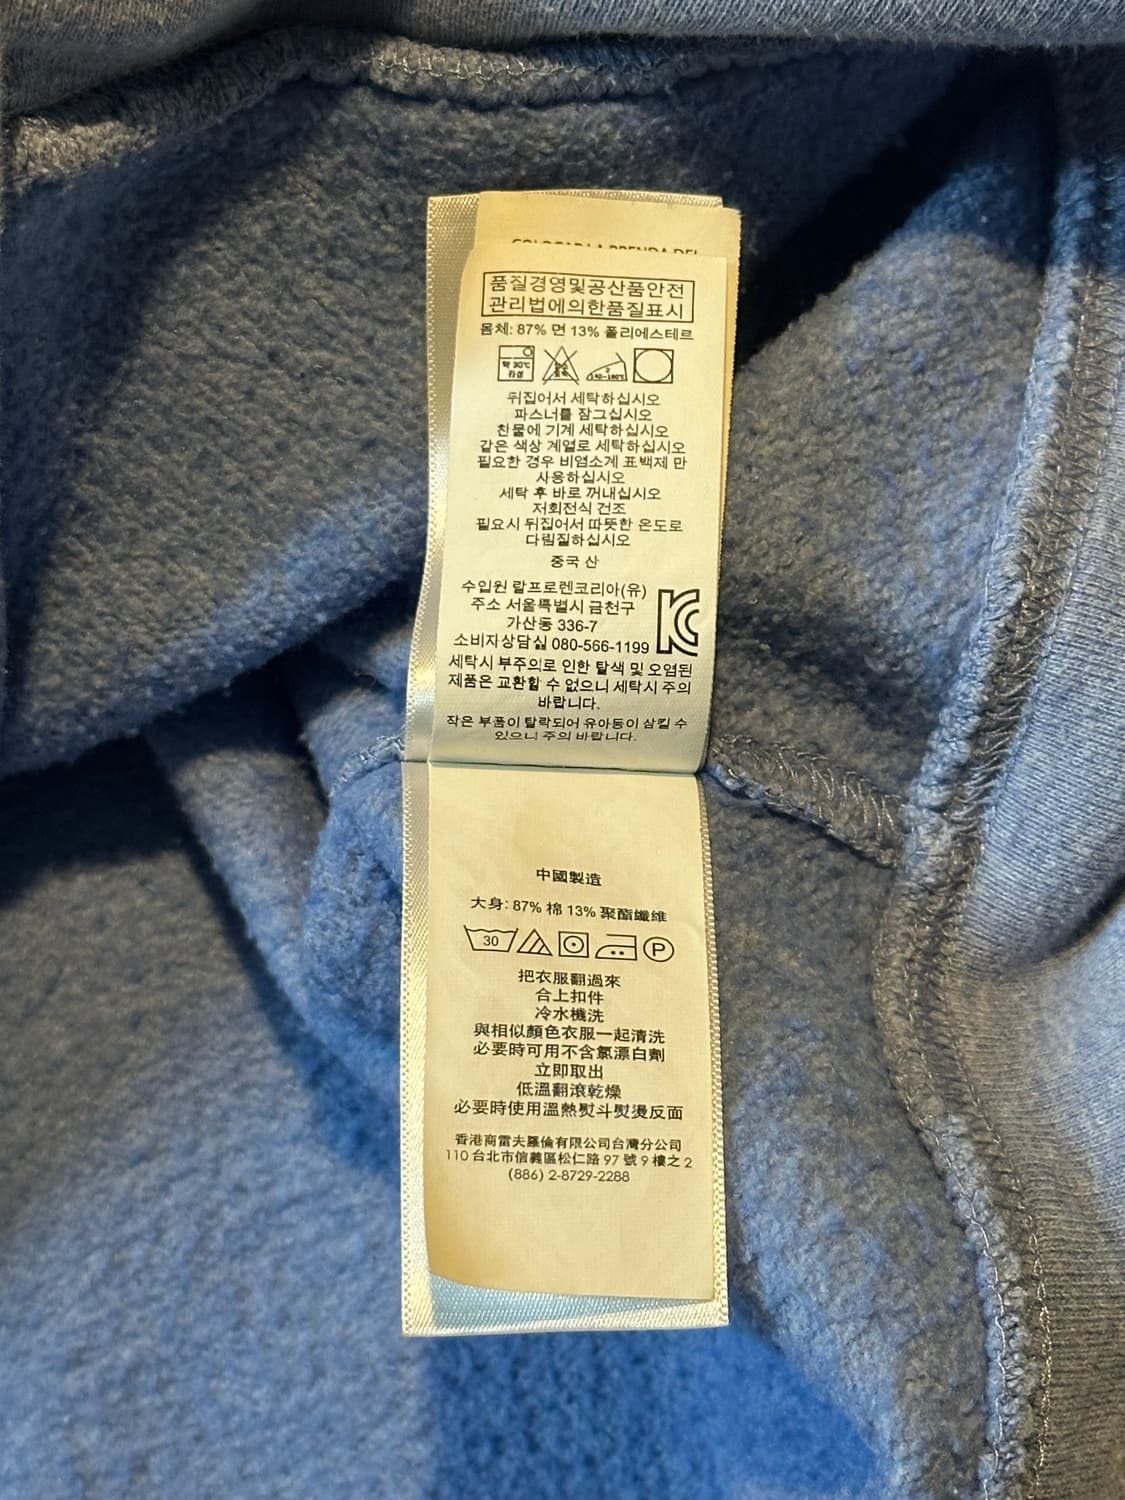 COLOCAR LA PRENDA DEL
품질경영및공산품안전
관리법에의한품질표시
몸체: 87% 면 13% 폴리에스테르
약 30℃
140~160℃
뒤집어서 세탁하십시오
파스너를 잠그십시오
찬물에 기계 세탁하십시오
같은 색상 계열로 세탁하십시오
필요한 경우 비염소계 표백제 만
사용하십시오
세탁 후 바로 꺼내십시오
저회전식 건조
필요시 뒤집어서 따뜻한 온도로
다림질하십시오
중국 산
수입원 랄프로렌코리아(유)
주소 서울특별시 금천구
가산동 336-7
소비자상담실 080-566-1199
세탁시 부주의로 인한 탈색 및 오염된
제품은 교환할 수 없으니 세탁시 주의
바랍니다.
작은 부품이 탈락되어 유아동이 삼킬 수
있으니 주의 바랍니다.
中國製造
大身: 87% 棉 13% 聚酯纖維
30 P
把衣服翻過來
合上扣件
冷水機洗
與相似顏色衣服一起清洗
必要時可用不含氯漂白劑
立即取出
低溫翻滾乾燥
必要時使用溫熱熨斗熨燙反面
香港商雷夫羅倫有限公司台灣分公司
110 台北市信義區松仁路 97 號 9 樓之 2
(886) 2-8729-2288